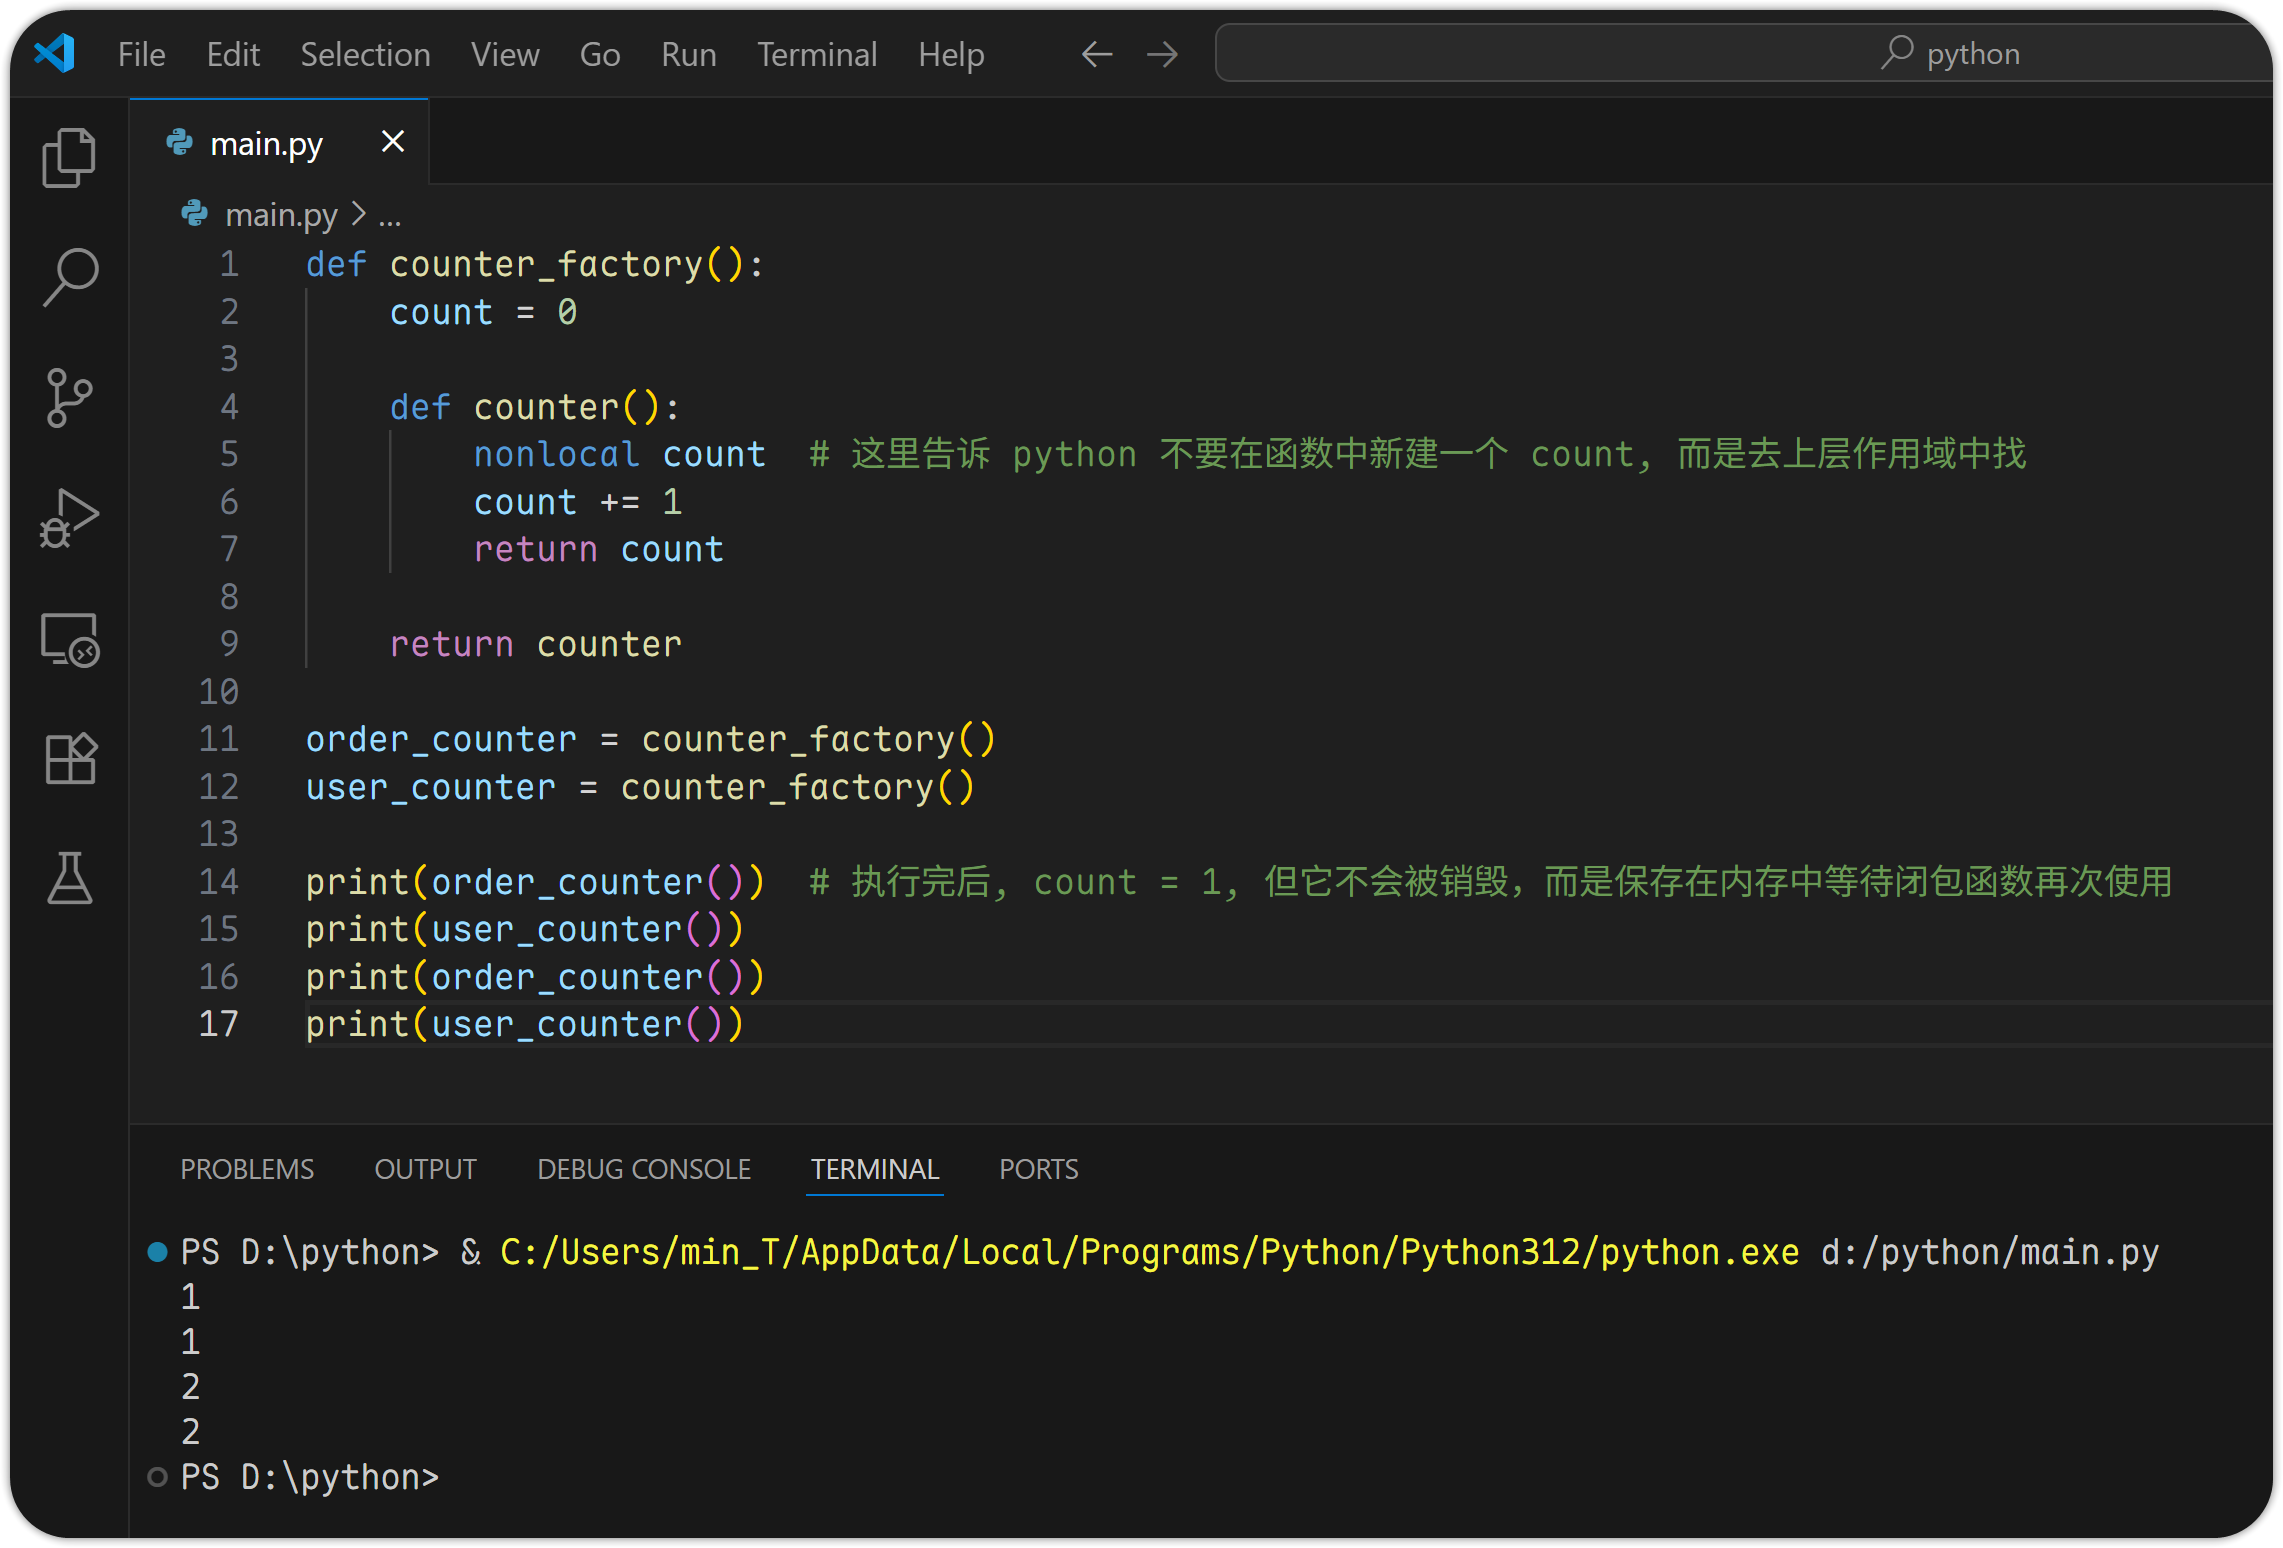 File Edit Selection View Go Run Terminal Help python
main.py
main.py > ...
1 def counter_factory():
2     count = 0
3
4     def counter():
5         nonlocal count  # 这里告诉 python 不要在函数中新建一个 count, 而是去上层作用域中找
6         count += 1
7         return count
8
9     return counter
10
11 order_counter = counter_factory()
12 user_counter = counter_factory()
13
14 print(order_counter())  # 执行完后, count = 1, 但它不会被销毁，而是保存在内存中等待闭包函数再次使用
15 print(user_counter())
16 print(order_counter())
17 print(user_counter())
PROBLEMS OUTPUT DEBUG CONSOLE TERMINAL PORTS
PS D:\python> & C:/Users/min_T/AppData/Local/Programs/Python/Python312/python.exe d:/python/main.py
1
1
2
2
PS D:\python>